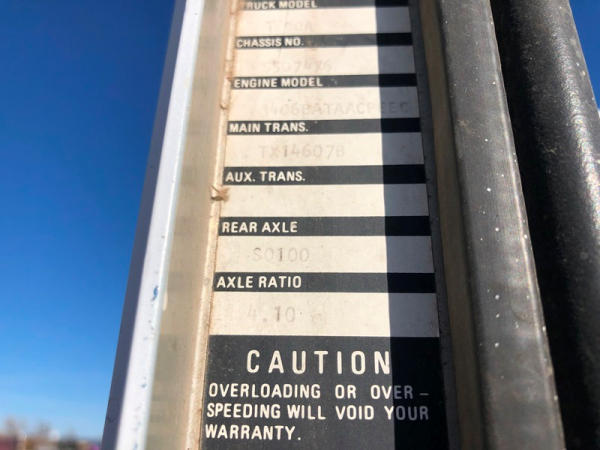 TRUCK MODEL
CHASSIS NO.
ENGINE MODEL
MAIN TRANS.
TX14607B
AUX. TRANS.
REAR AXLE
SQ100
AXLE RATIO
4.10
CAUTION
OVERLOADING OR OVER-
SPEEDING WILL VOID YOUR
WARRANTY.